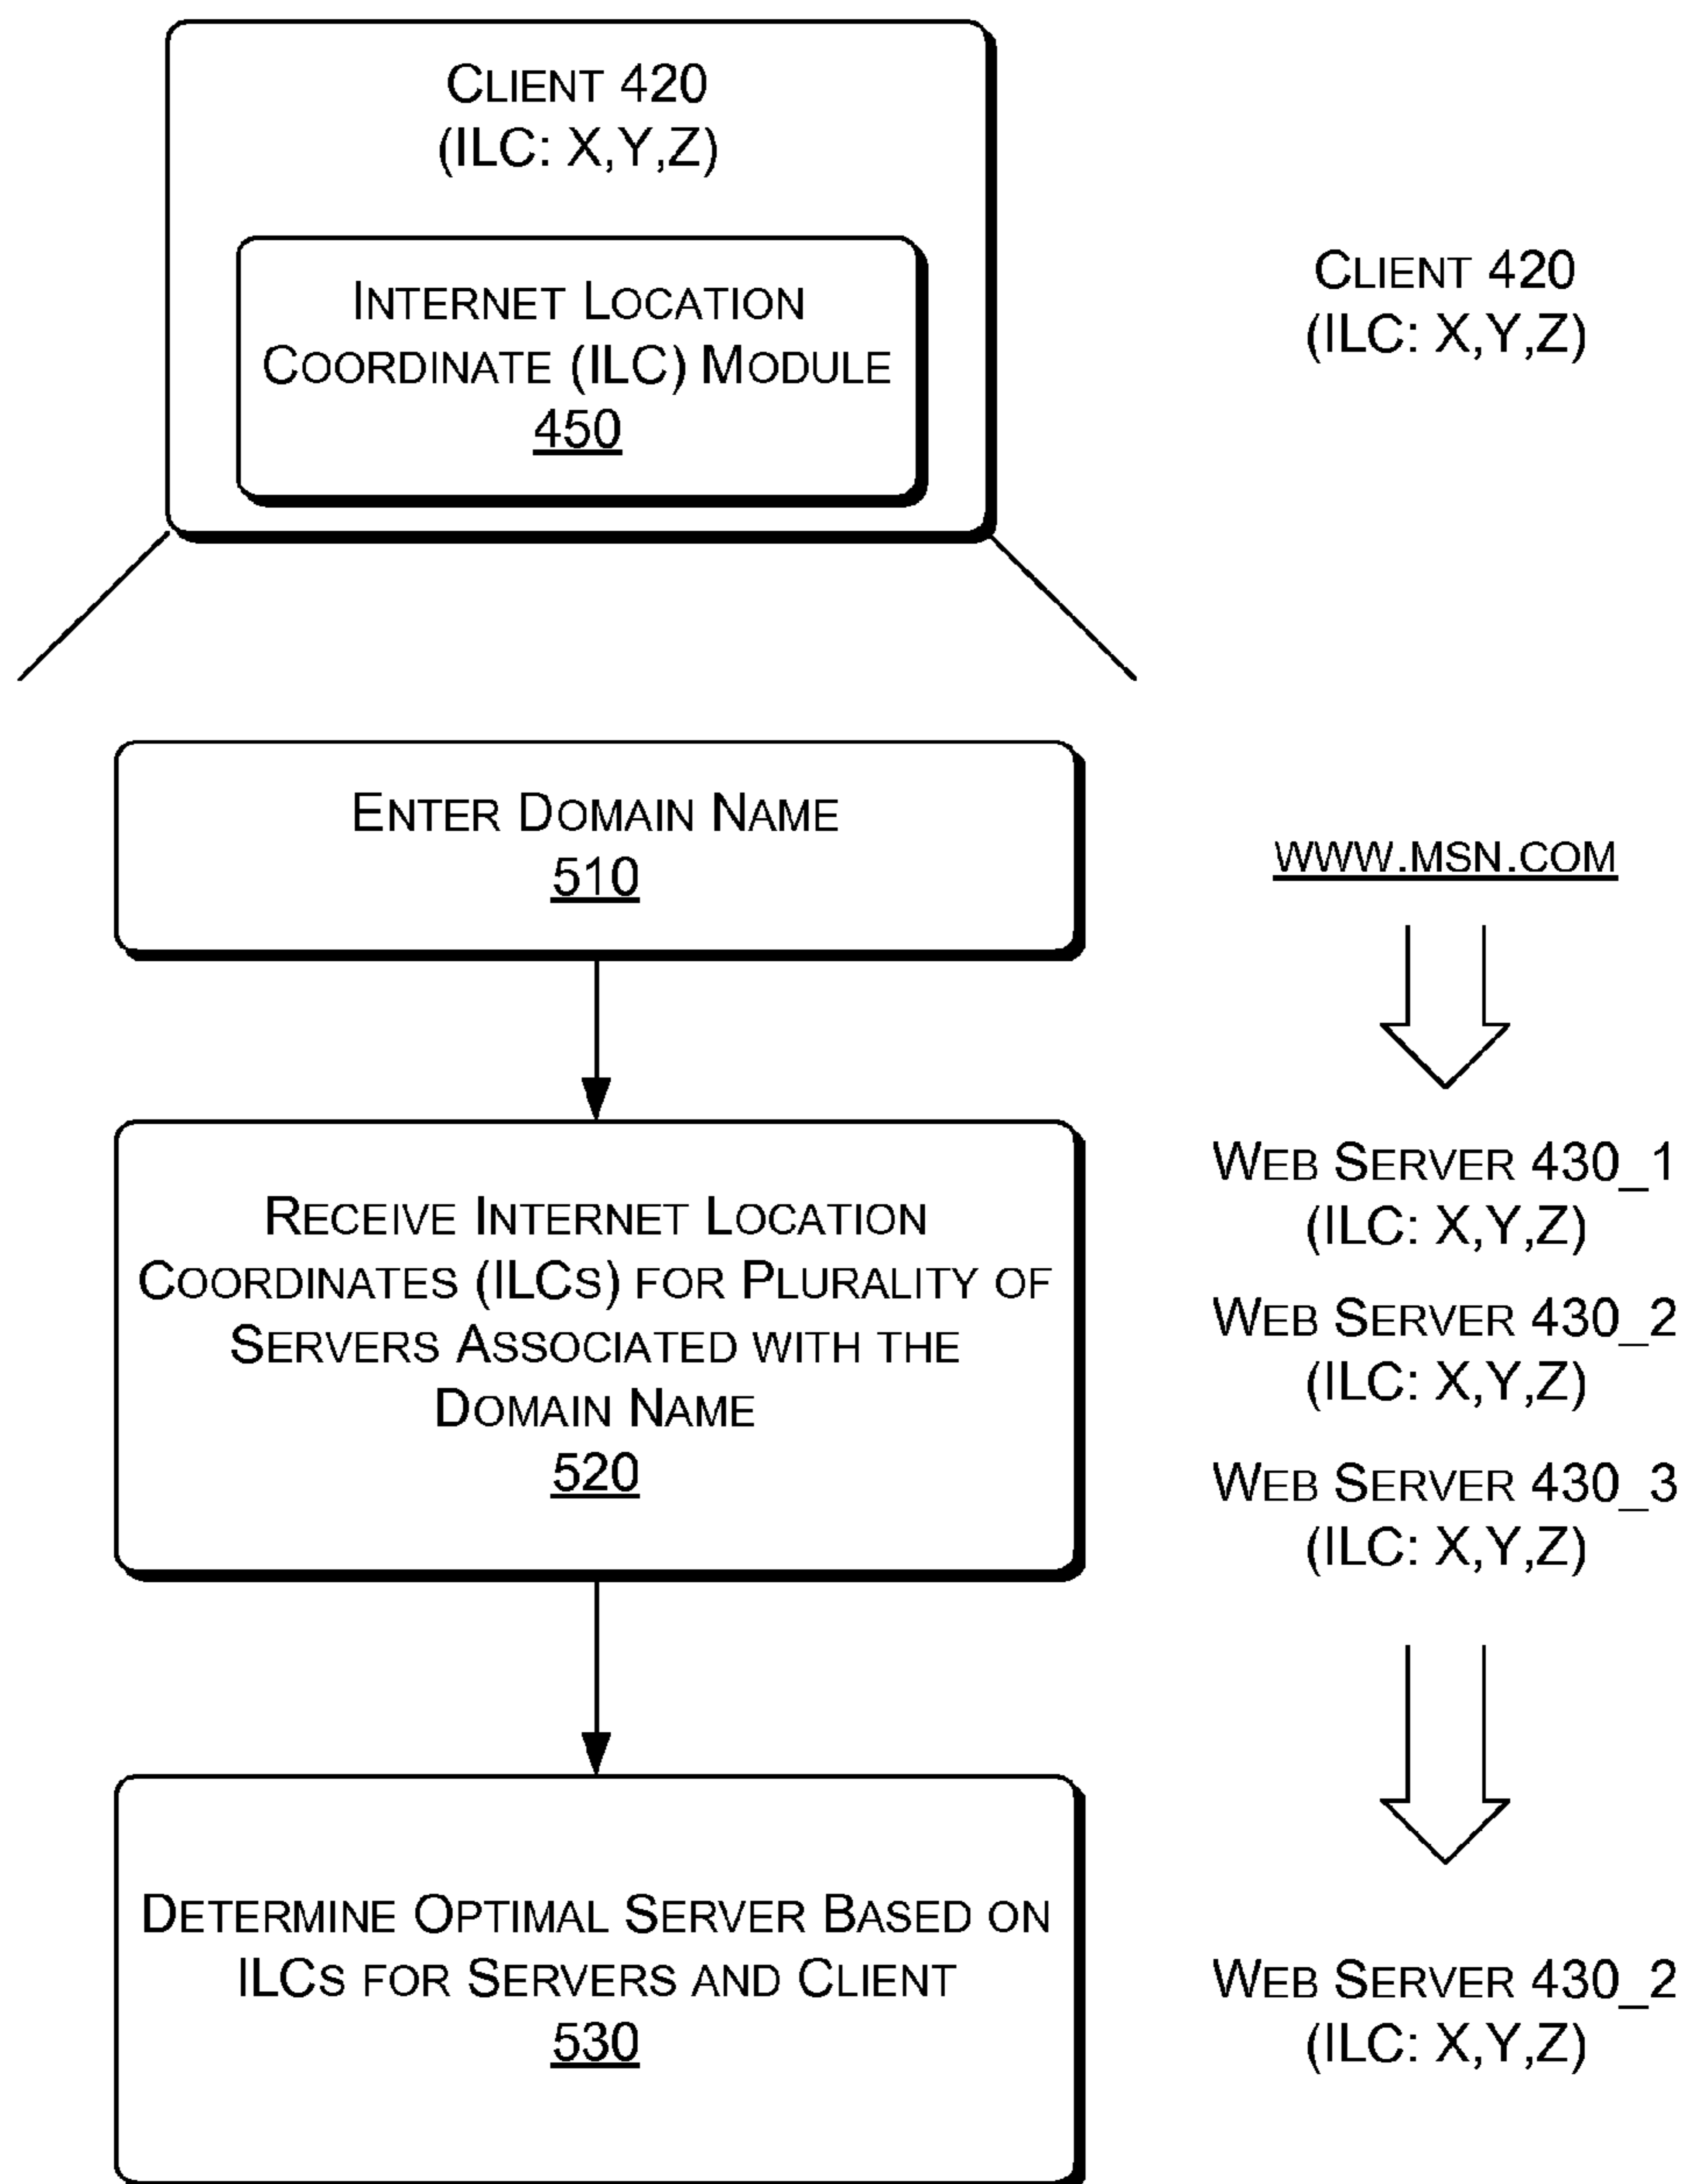 Client 420
(ILC: X,Y,Z)
Internet Location
Coordinate (ILC) Module
450
Client 420
(ILC: X,Y,Z)
Enter Domain Name
510
www.msn.com
Receive Internet Location
Coordinates (ILCs) for Plurality of
Servers Associated with the
Domain Name
520
Web Server 430_1
(ILC: X,Y,Z)
Web Server 430_2
(ILC: X,Y,Z)
Web Server 430_3
(ILC: X,Y,Z)
Determine Optimal Server Based on
ILCs for Servers and Client
530
Web Server 430_2
(ILC: X,Y,Z)